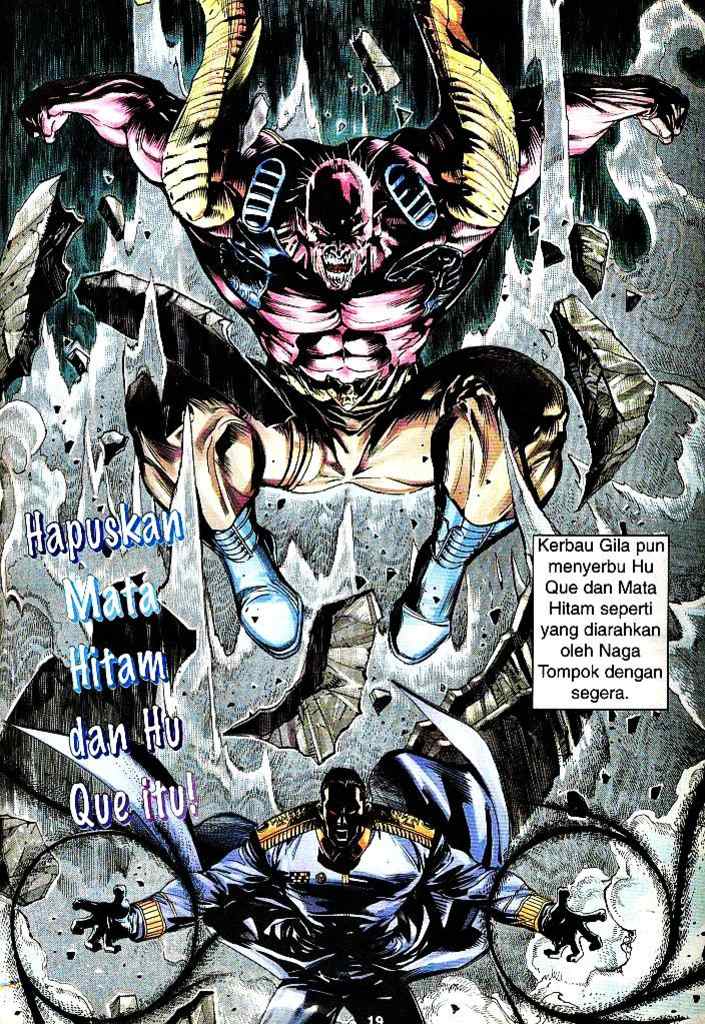 Hapuskan
Mata
Hitam
dan Hu
Que itu!
Kerbau Gila pun
menyerbu Hu
Que dan Mata
Hitam seperti
yang diarahkan
oleh Naga
Tompok dengan
segera.
19